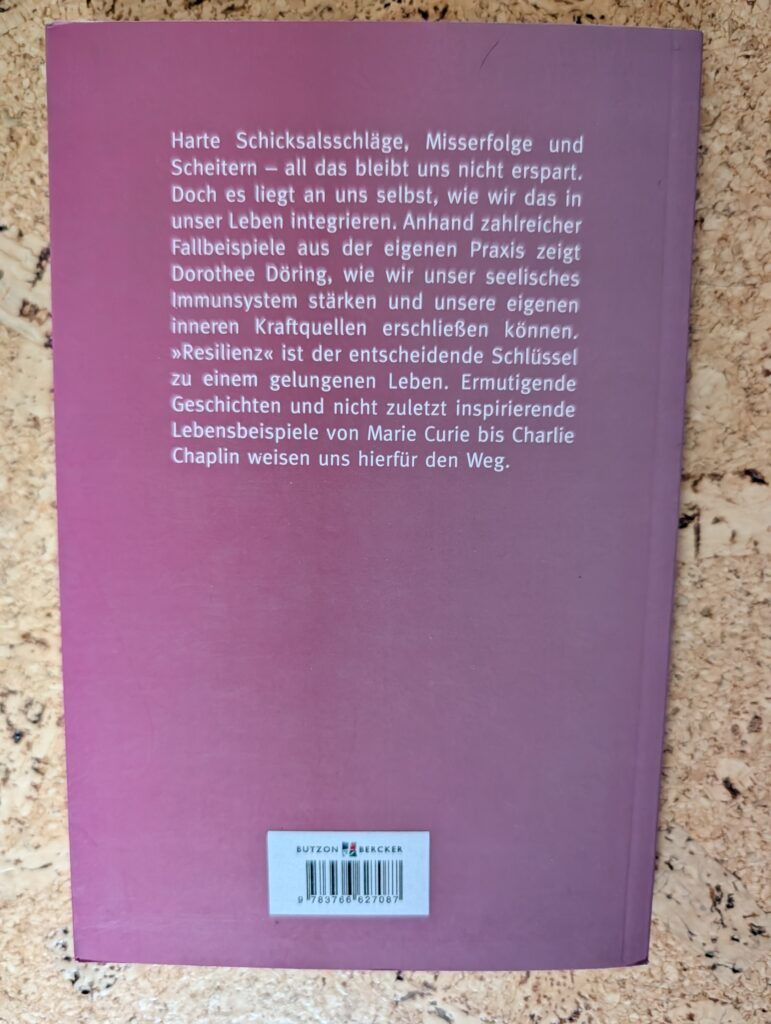 Harte Schicksalsschläge, Misserfolge und
Scheitern – all das bleibt uns nicht erspart.
Doch es liegt an uns selbst, wie wir das in
unser Leben integrieren. Anhand zahlreicher
Fallbeispiele aus der eigenen Praxis zeigt
Dorothee Döring, wie wir unser seelisches
Immunsystem stärken und unsere eigenen
inneren Kraftquellen erschließen können.
»Resilienz« ist der entscheidende Schlüssel
zu einem gelungenen Leben. Ermutigende
Geschichten und nicht zuletzt inspirierende
Lebensbeispiele von Marie Curie bis Charlie
Chaplin weisen uns hierfür den Weg.
BUTZON BERCKER
9 783766 627087